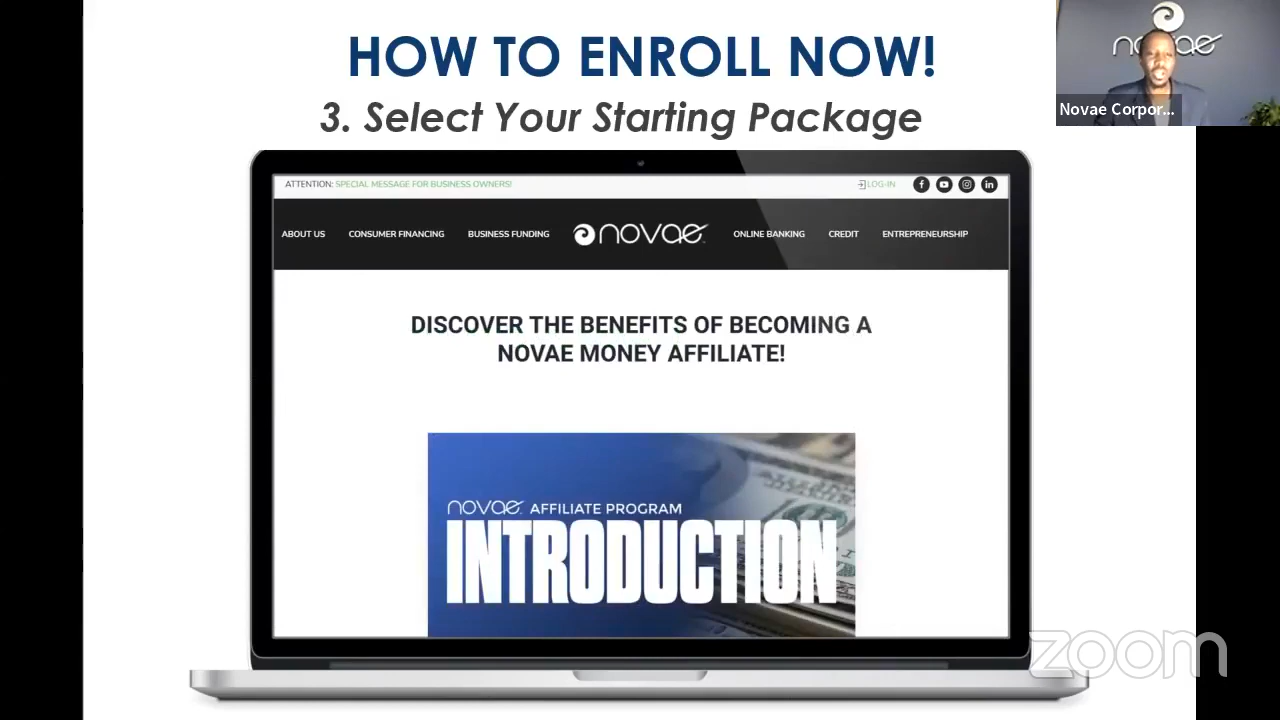 HOW TO ENROLL NOW!
3. Select Your Starting Package
novae
Novae Corpor...
ATTENTION: SPECIAL MESSAGE FOR BUSINESS OWNERS!
LOG-IN
ABOUT US
CONSUMER FINANCING
BUSINESS FUNDING
novae
ONLINE BANKING
CREDIT
ENTREPRENEURSHIP
DISCOVER THE BENEFITS OF BECOMING A
NOVAE MONEY AFFILIATE!
novae AFFILIATE PROGRAM
INTRODUCTION
zoom